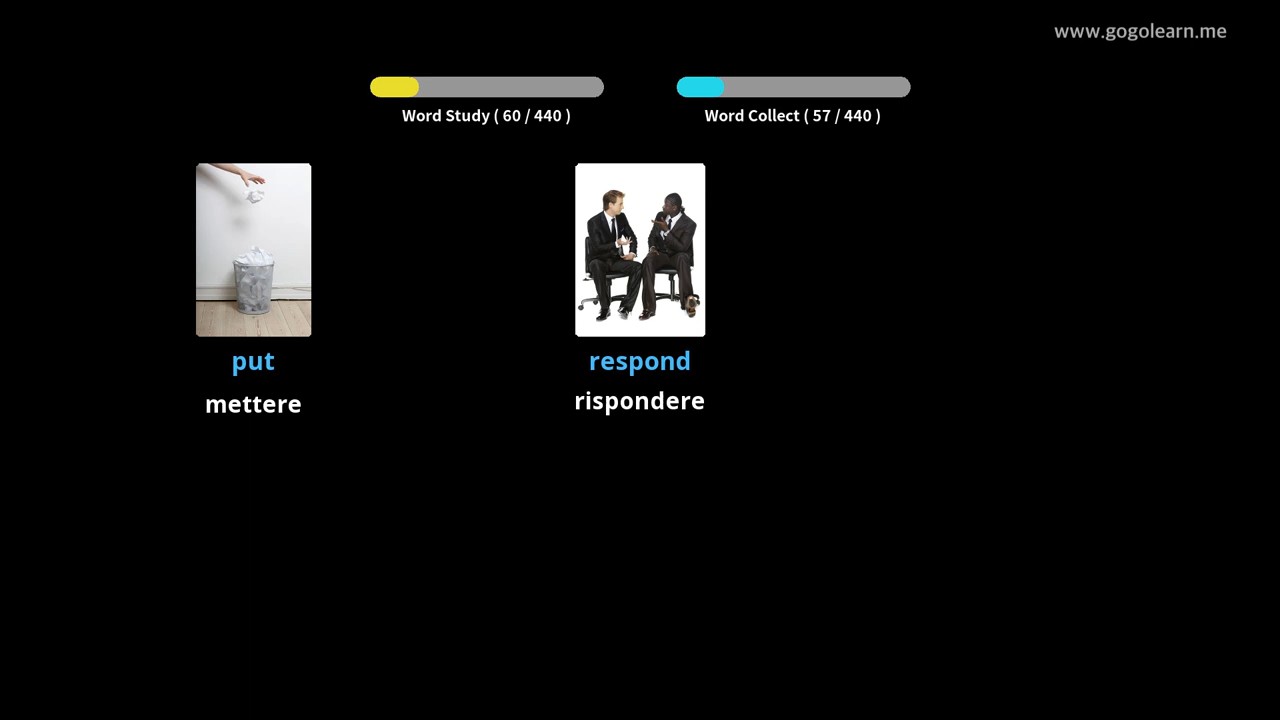 www.gogolearn.me
Word Study ( 60 / 440 )
Word Collect ( 57 / 440 )
put
mettere
respond
rispondere